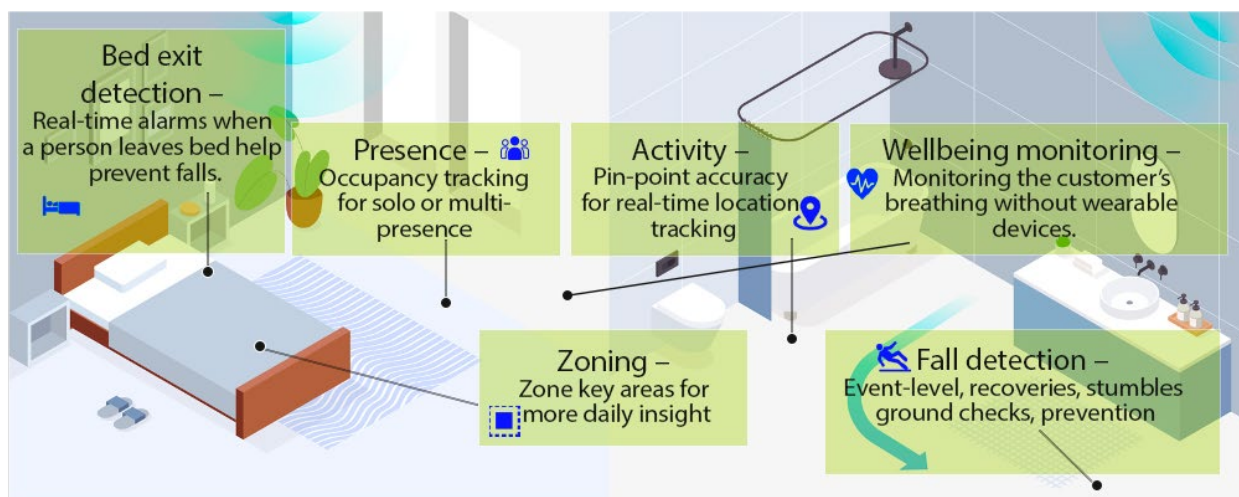 Bed exit
detection –
Real-time alarms when
a person leaves bed help
prevent falls.
Presence –
Occupancy tracking
for solo or multi-
presence
Activity –
Pin-point accuracy
for real-time location
tracking
Wellbeing monitoring –
Monitoring the customer's
breathing without wearable
devices.
Zoning –
Zone key areas for
more daily insight
Fall detection –
Event-level, recoveries, stumbles
ground checks, prevention